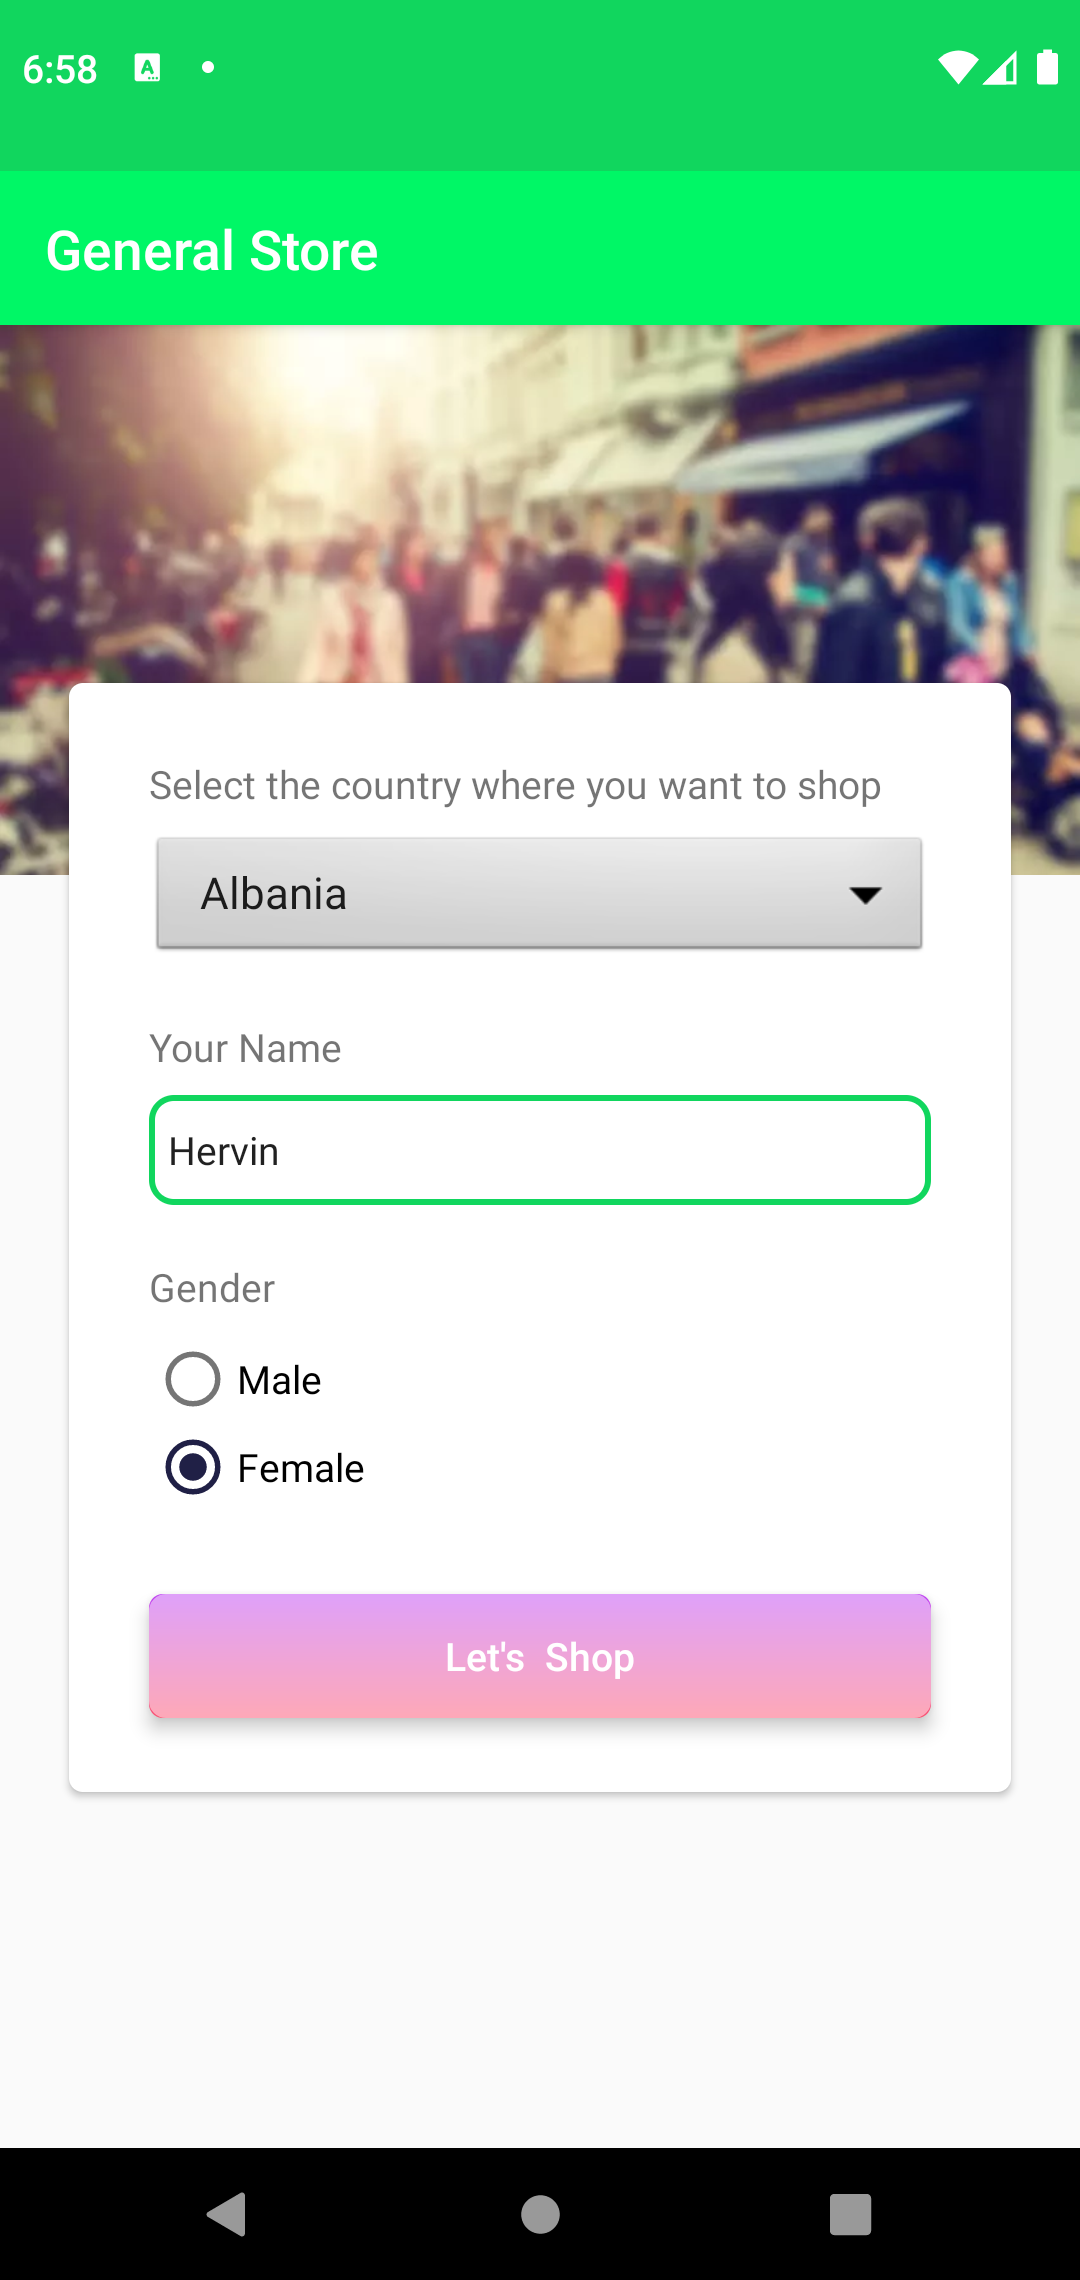 6:58
General Store
Select the country where you want to shop
Albania
Your Name
Hervin
Gender
Male
Female
Let's  Shop